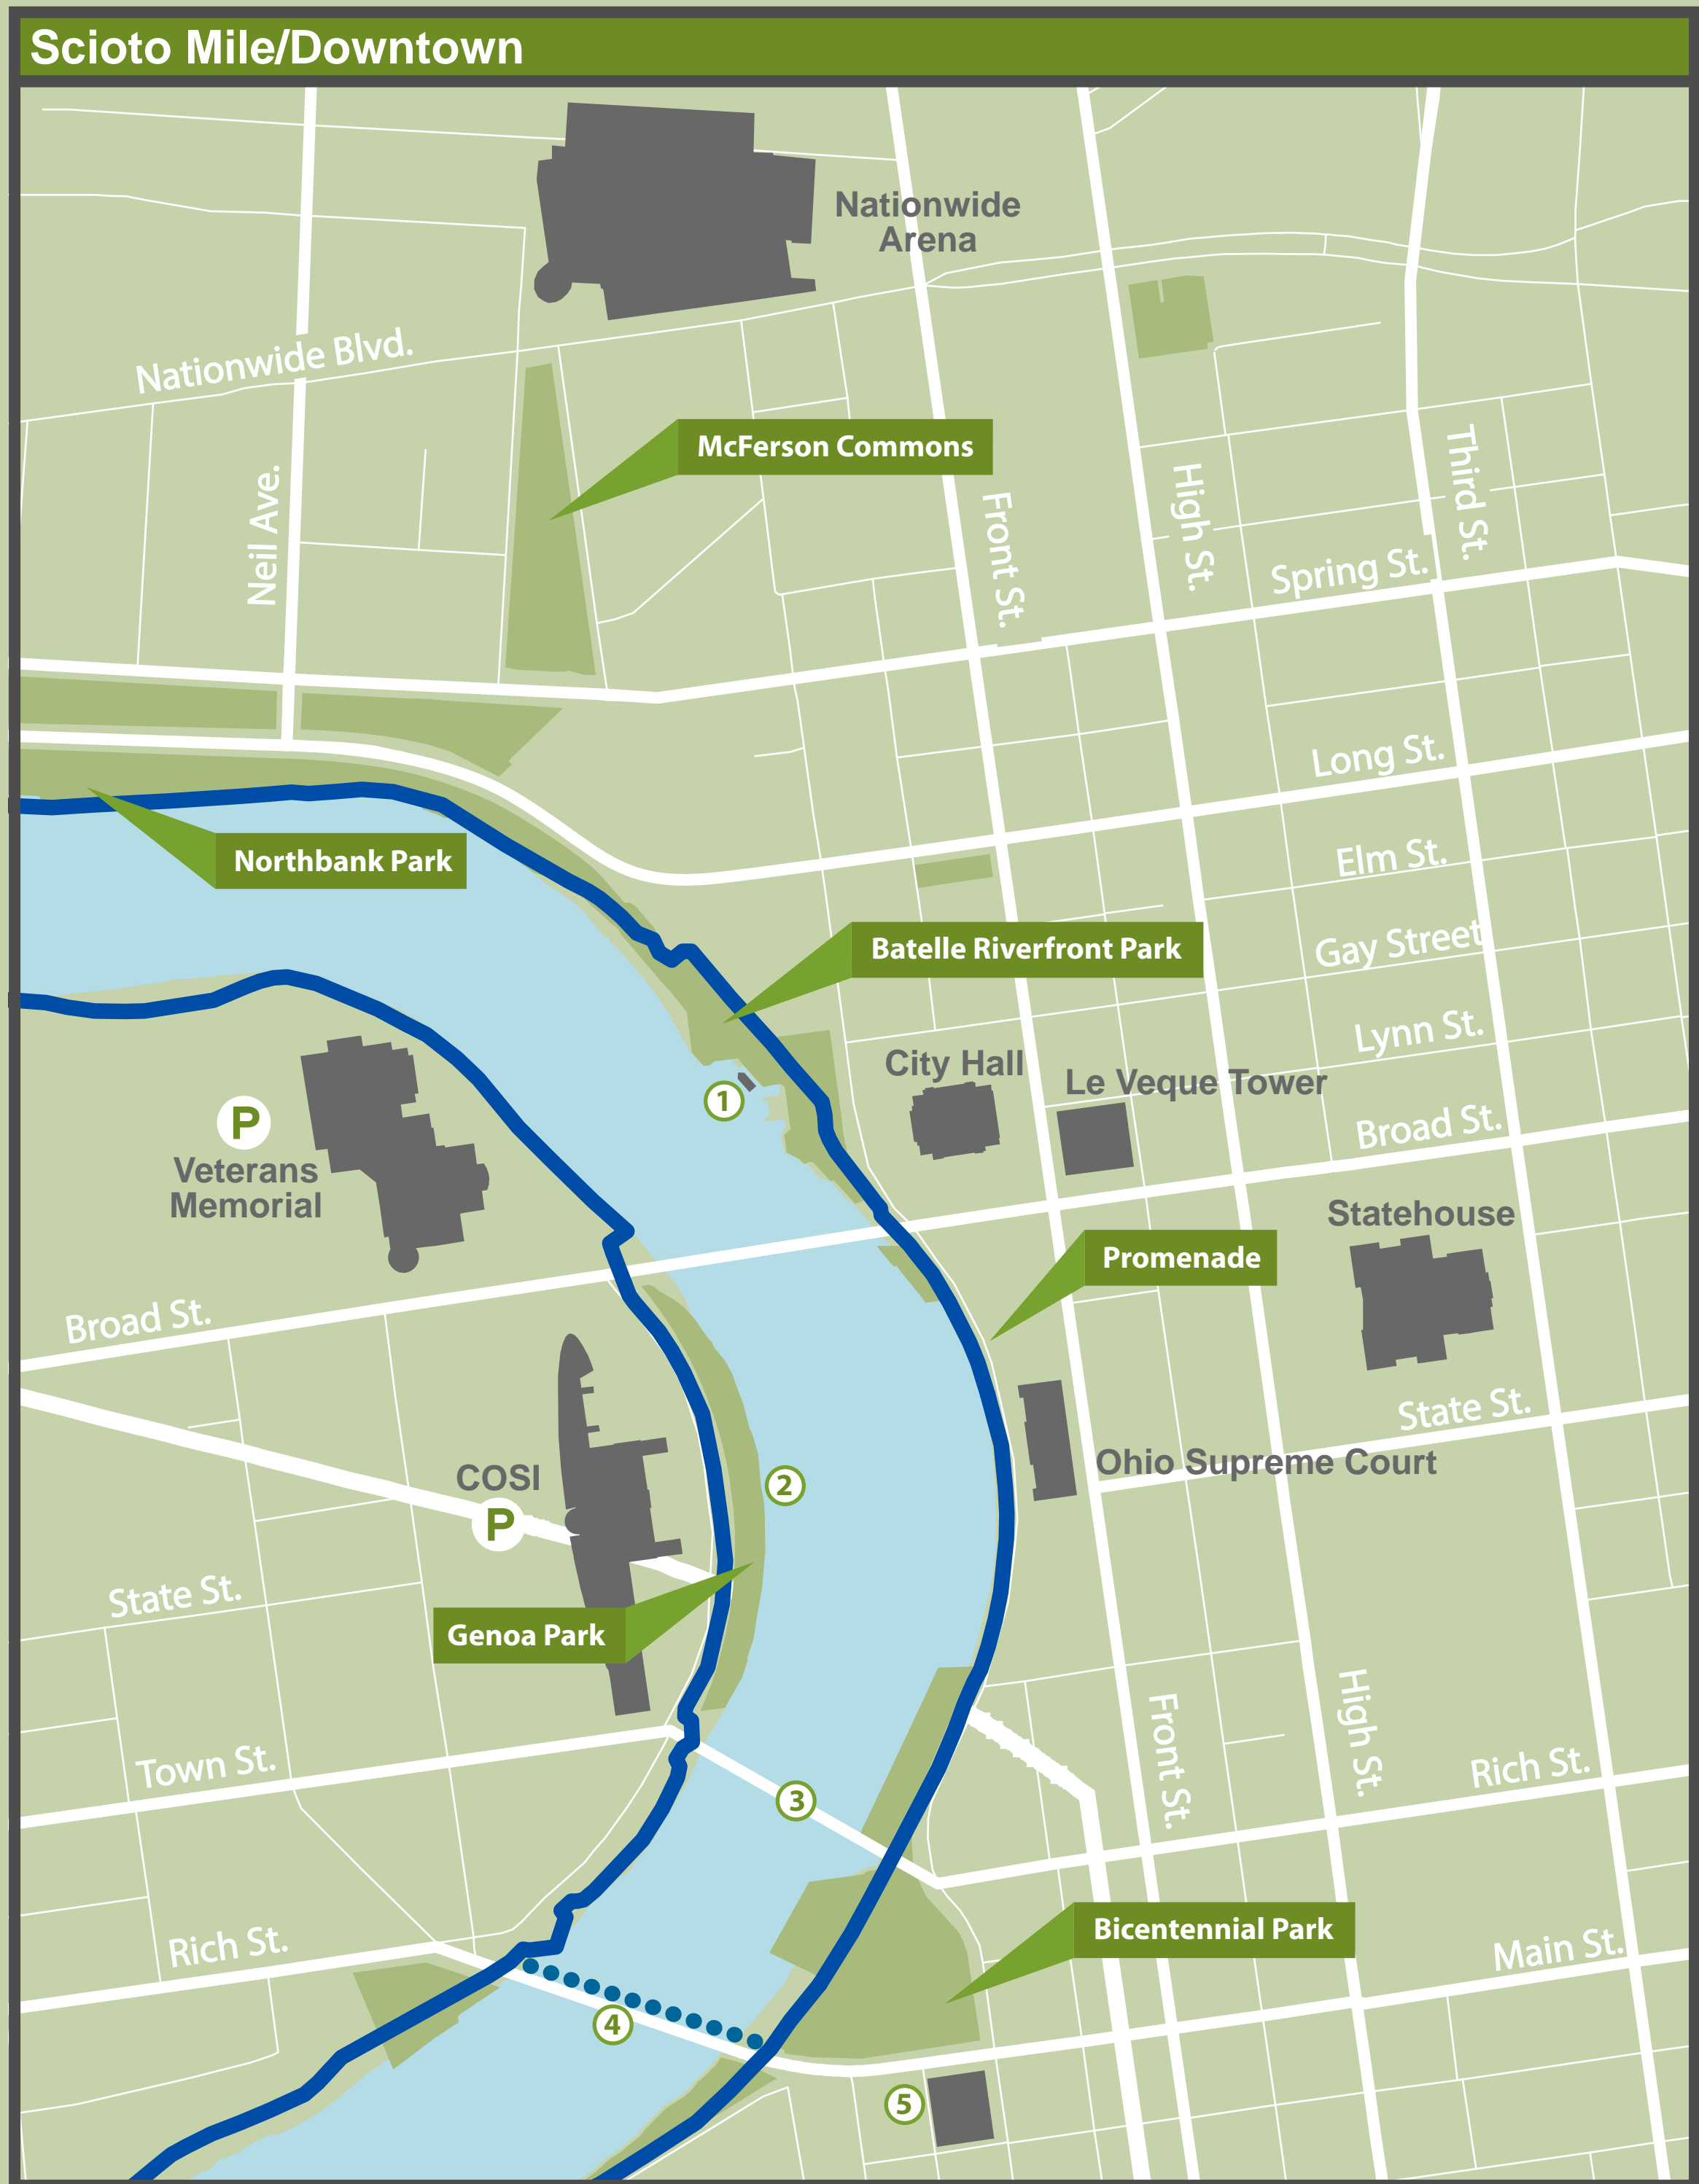 Scioto Mile/Downtown
Nationwide
Arena
Nationwide Blvd.
McFerson Commons
Neil Ave.
Front St.
High St.
Third St.
Spring St.
Long St.
Northbank Park
Elm St.
Batelle Riverfront Park
Gay Street
Lynn St.
City Hall
Le Veque Tower
1
P
Veterans
Memorial
Broad St.
Statehouse
Promenade
Broad St.
State St.
COSI
P
2
Ohio Supreme Court
State St.
Genoa Park
Front St.
High St.
Town St.
3
Rich St.
Rich St.
Bicentennial Park
Main St.
4
5